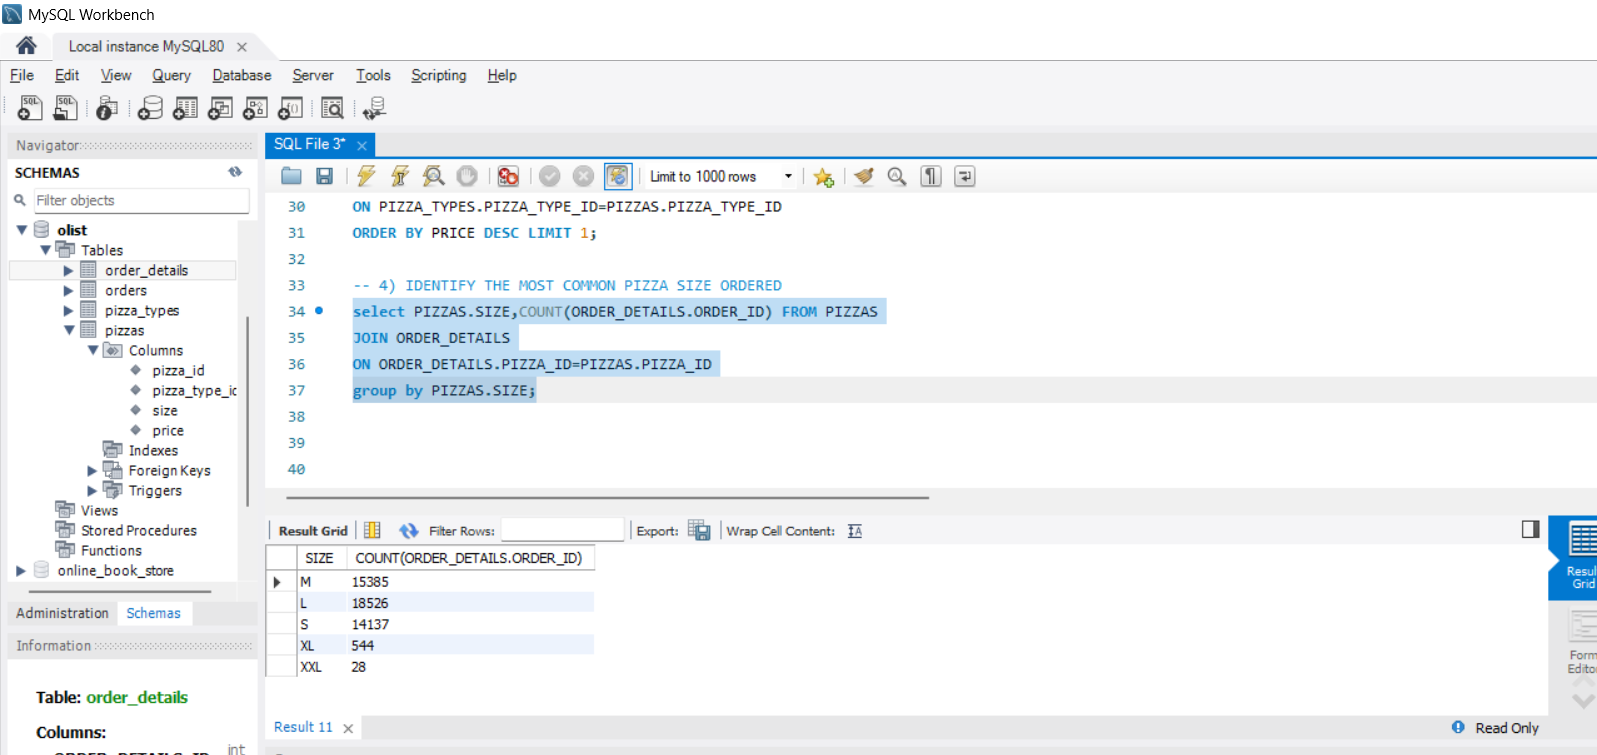 MySQL Workbench
Local instance MySQL80
File Edit View Query Database Server Tools Scripting Help
Navigator
SCHEMAS
Filter objects
olist
Tables
order_details
orders
pizza_types
pizzas
Columns
pizza_id
pizza_type_ic
size
price
Indexes
Foreign Keys
Triggers
Views
Stored Procedures
Functions
online_book_store
Administration Schemas
Information
Table: order_details
Columns:
int
SQL File 3*
Limit to 1000 rows
30 ON PIZZA_TYPES.PIZZA_TYPE_ID=PIZZAS.PIZZA_TYPE_ID
31 ORDER BY PRICE DESC LIMIT 1;
32
33 -- 4) IDENTIFY THE MOST COMMON PIZZA SIZE ORDERED
34 select PIZZAS.SIZE,COUNT(ORDER_DETAILS.ORDER_ID) FROM PIZZAS
35 JOIN ORDER_DETAILS
36 ON ORDER_DETAILS.PIZZA_ID=PIZZAS.PIZZA_ID
37 group by PIZZAS.SIZE;
38
39
40
Result Grid Filter Rows: Export: Wrap Cell Content:
SIZE COUNT(ORDER_DETAILS.ORDER_ID)
M 15385
L 18526
S 14137
XL 544
XXL 28
Result Grid
Form Editor
Result 11
Read Only